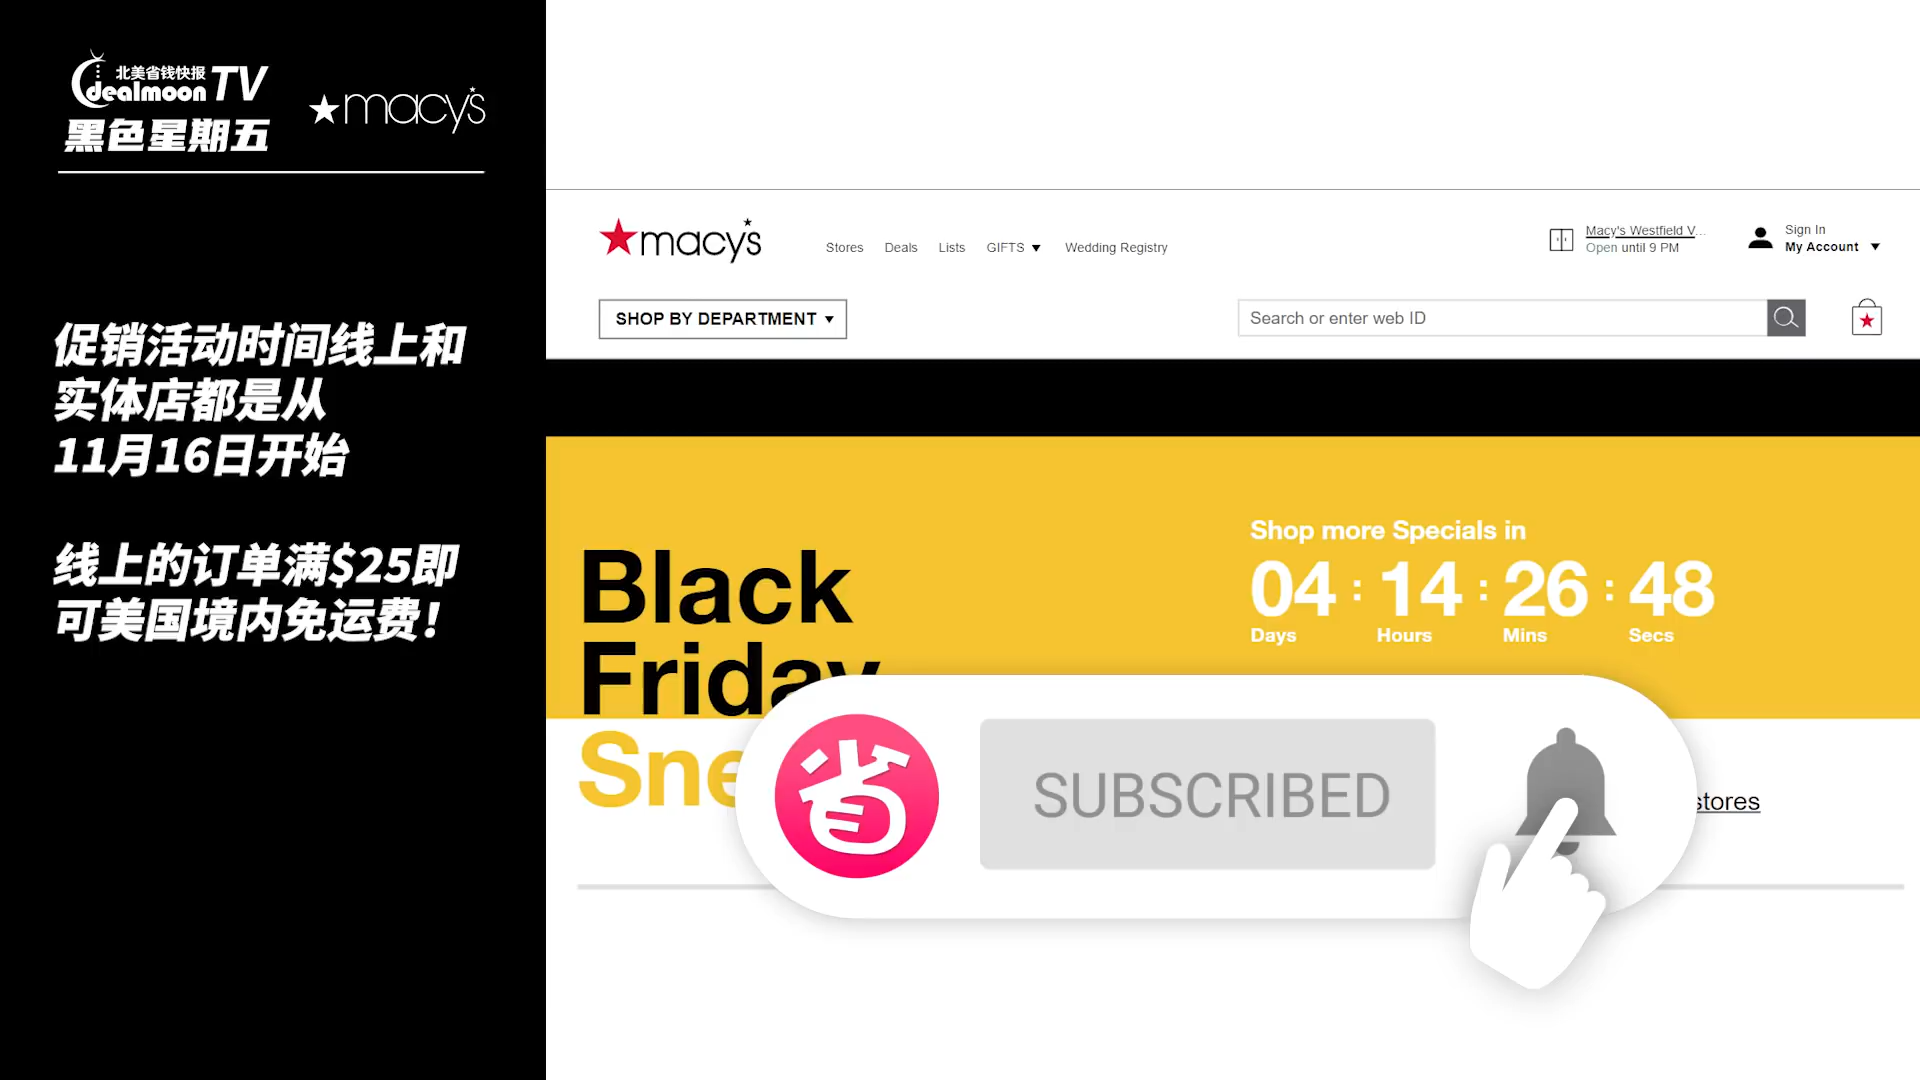 北美省钱快报
dealmoon TV
黑色星期五
macy's
促销活动时间线上和
实体店都是从
11月16日开始
线上的订单满$25即
可美国境内免运费!
macy's
Stores
Deals
Lists
GIFTS
Wedding Registry
Macy's Westfield V...
Open until 9 PM
Sign In
My Account
SHOP BY DEPARTMENT
Search or enter web ID
Shop more Specials in
04 : 14 : 26 : 48
Days Hours Mins Secs
Black
Friday
省
SUBSCRIBED
stores